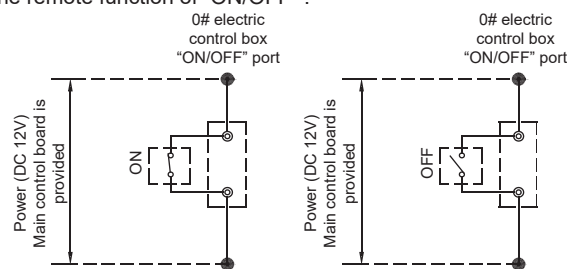 he remote function of "ON/OFF" .
0# electric
control box
“ON/OFF” port
Power (DC 12V)
Main control board is
provided
ON
0# electric
control box
“ON/OFF” port
Power (DC 12V)
Main control board is
provided
OFF